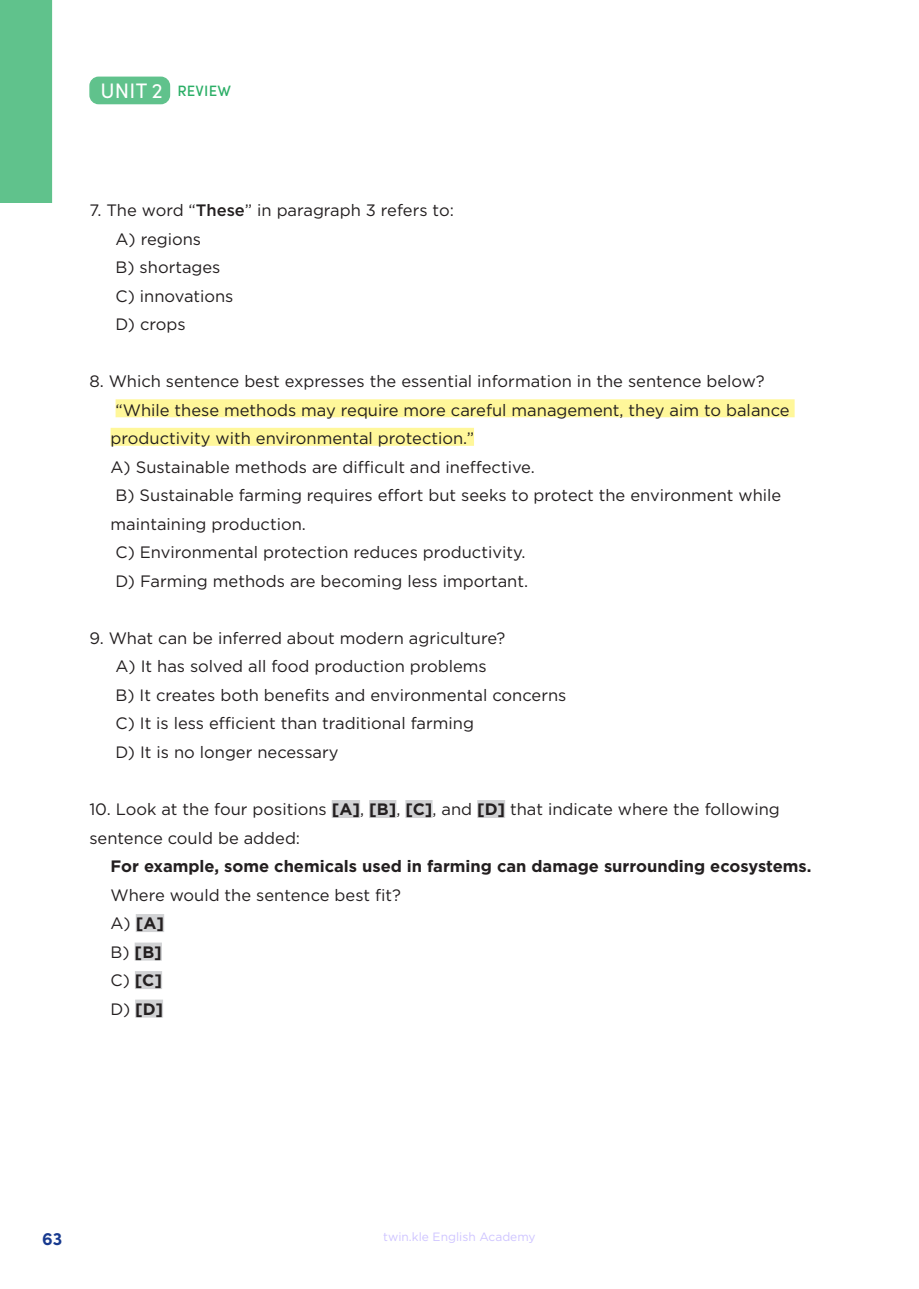 UNIT 2 REVIEW
7. The word “These” in paragraph 3 refers to:
A) regions
B) shortages
C) innovations
D) crops
8. Which sentence best expresses the essential information in the sentence below?
“While these methods may require more careful management, they aim to balance
productivity with environmental protection.”
A) Sustainable methods are difficult and ineffective.
B) Sustainable farming requires effort but seeks to protect the environment while
maintaining production.
C) Environmental protection reduces productivity.
D) Farming methods are becoming less important.
9. What can be inferred about modern agriculture?
A) It has solved all food production problems
B) It creates both benefits and environmental concerns
C) It is less efficient than traditional farming
D) It is no longer necessary
10. Look at the four positions [A], [B], [C], and [D] that indicate where the following
sentence could be added:
For example, some chemicals used in farming can damage surrounding ecosystems.
Where would the sentence best fit?
A) [A]
B) [B]
C) [C]
D) [D]
63
twin.kle English Academy